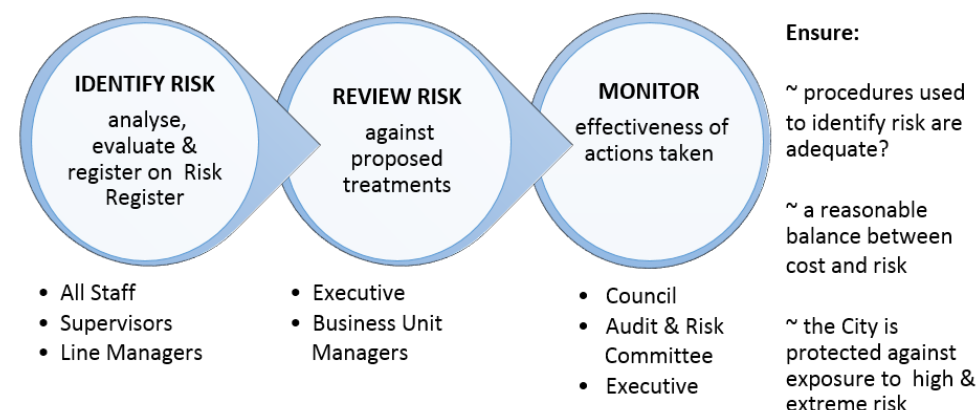 IDENTIFY RISK
analyse,
evaluate &
register on Risk
Register
• All Staff
• Supervisors
• Line Managers
REVIEW RISK
against
proposed
treatments
• Executive
• Business Unit
Managers
MONITOR
effectiveness of
actions taken
• Council
• Audit & Risk
Committee
• Executive
Ensure:
~ procedures used
to identify risk are
adequate?
~ a reasonable
balance between
cost and risk
~ the City is
protected against
exposure to high &
extreme risk